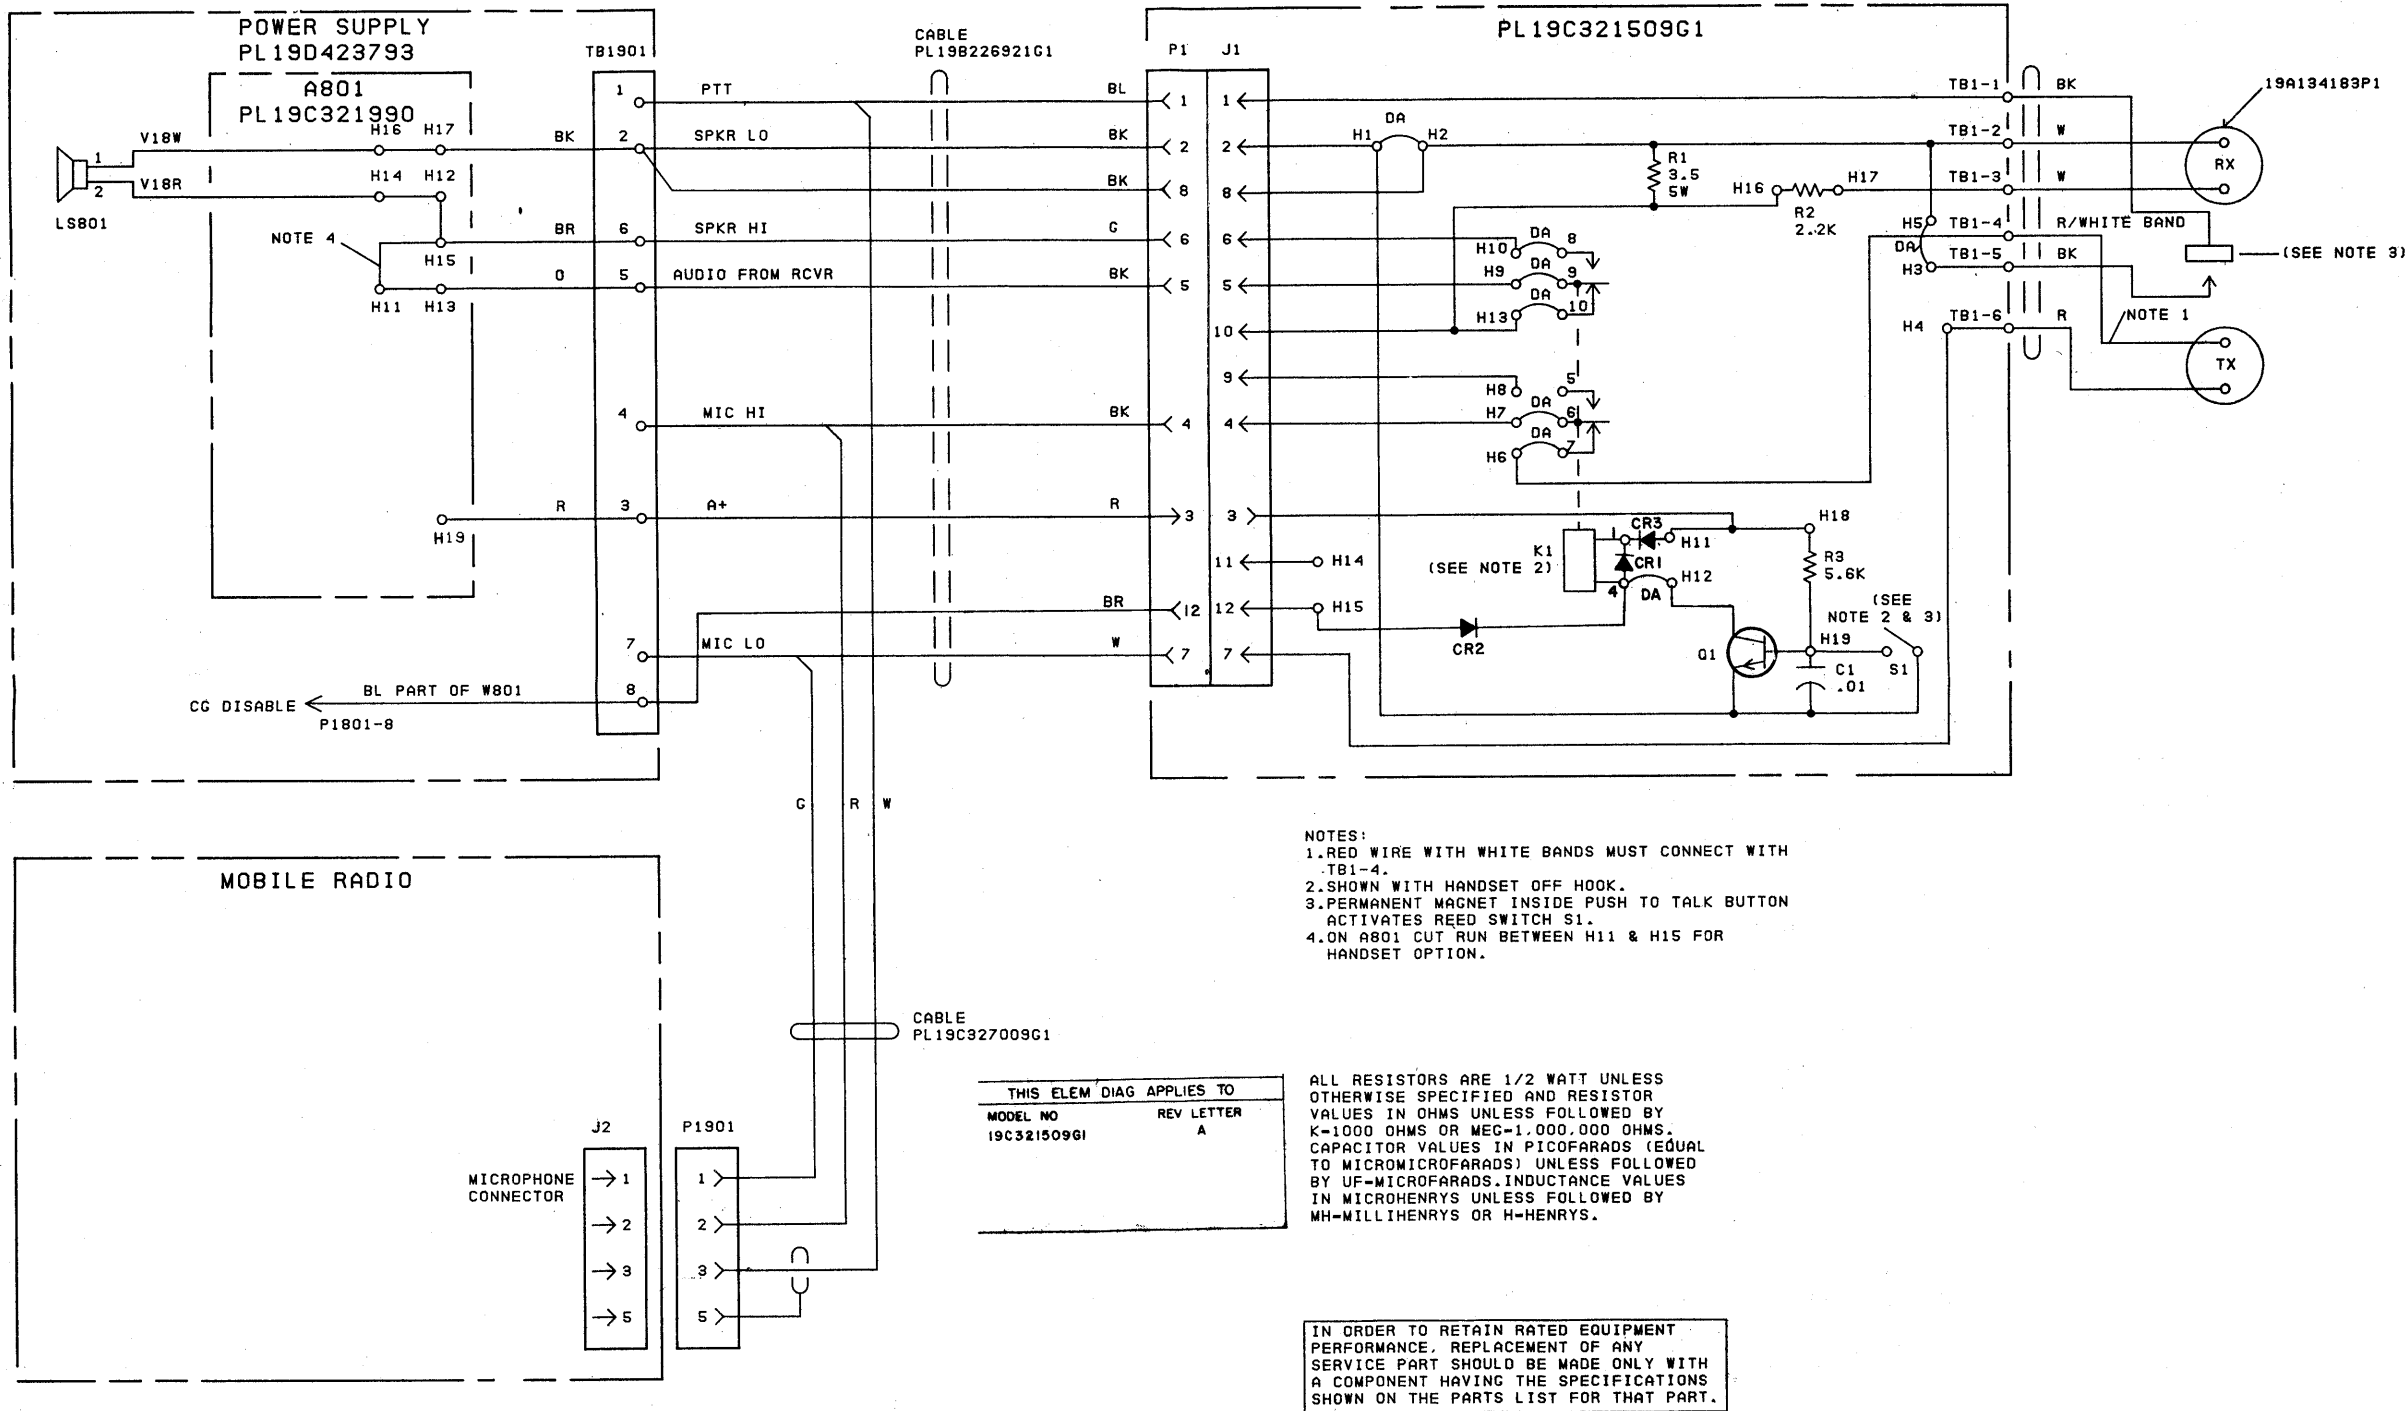 POWER SUPPLY
PL19D423793
A801
PL19C321990
TB1901
CABLE
PL19B226921G1
P1 J1
PL19C321509G1
19A134183P1
LS801
1
2
V18W
V18R
H16 H17
H14 H12
NOTE 4
H15
H11 H13
H19
BK
BR
O
R
1
2
6
5
4
3
7
8
PTT
SPKR LO
SPKR HI
AUDIO FROM RCVR
MIC HI
A+
MIC LO
BL
BK
BK
G
BK
BK
R
BR
W
1
2
8
6
5
4
3
12
7
1
2
8
6
5
10
9
4
3
11
12
7
CG DISABLE
BL PART OF W801
P1801-8
H1 DA H2
R1
3.5
5W
H16 H17
R2
2.2K
H10 DA 8
H9 DA 9
H13 DA 10
H8 5
H7 DA 6
H6 DA 7
H5
DA
H3
H4
TB1-1 BK
TB1-2 W
TB1-3 W
TB1-4 R/WHITE BAND
TB1-5 BK
TB1-6 R
RX
(SEE NOTE 3)
NOTE 1
TX
K1
(SEE NOTE 2)
1
4
CR3
H11
CR1
DA
H12
H18
R3
5.6K
H14
H15
CR2
Q1
H19
C1
.01
(SEE
NOTE 2 & 3)
S1
G R W
MOBILE RADIO
CABLE
PL19C327009G1
J2 P1901
MICROPHONE
CONNECTOR
1 1
2 2
3 3
5 5
NOTES:
1.RED WIRE WITH WHITE BANDS MUST CONNECT WITH
TB1-4.
2.SHOWN WITH HANDSET OFF HOOK.
3.PERMANENT MAGNET INSIDE PUSH TO TALK BUTTON
ACTIVATES REED SWITCH S1.
4.ON A801 CUT RUN BETWEEN H11 & H15 FOR
HANDSET OPTION.
THIS ELEM DIAG APPLIES TO
MODEL NO REV LETTER
19C321509G1 A
ALL RESISTORS ARE 1/2 WATT UNLESS
OTHERWISE SPECIFIED AND RESISTOR
VALUES IN OHMS UNLESS FOLLOWED BY
K=1000 OHMS OR MEG=1,000,000 OHMS.
CAPACITOR VALUES IN PICOFARADS (EQUAL
TO MICROMICROFARADS) UNLESS FOLLOWED
BY UF=MICROFARADS.INDUCTANCE VALUES
IN MICROHENRYS UNLESS FOLLOWED BY
MH=MILLIHENRYS OR H=HENRYS.
IN ORDER TO RETAIN RATED EQUIPMENT
PERFORMANCE, REPLACEMENT OF ANY
SERVICE PART SHOULD BE MADE ONLY WITH
A COMPONENT HAVING THE SPECIFICATIONS
SHOWN ON THE PARTS LIST FOR THAT PART.